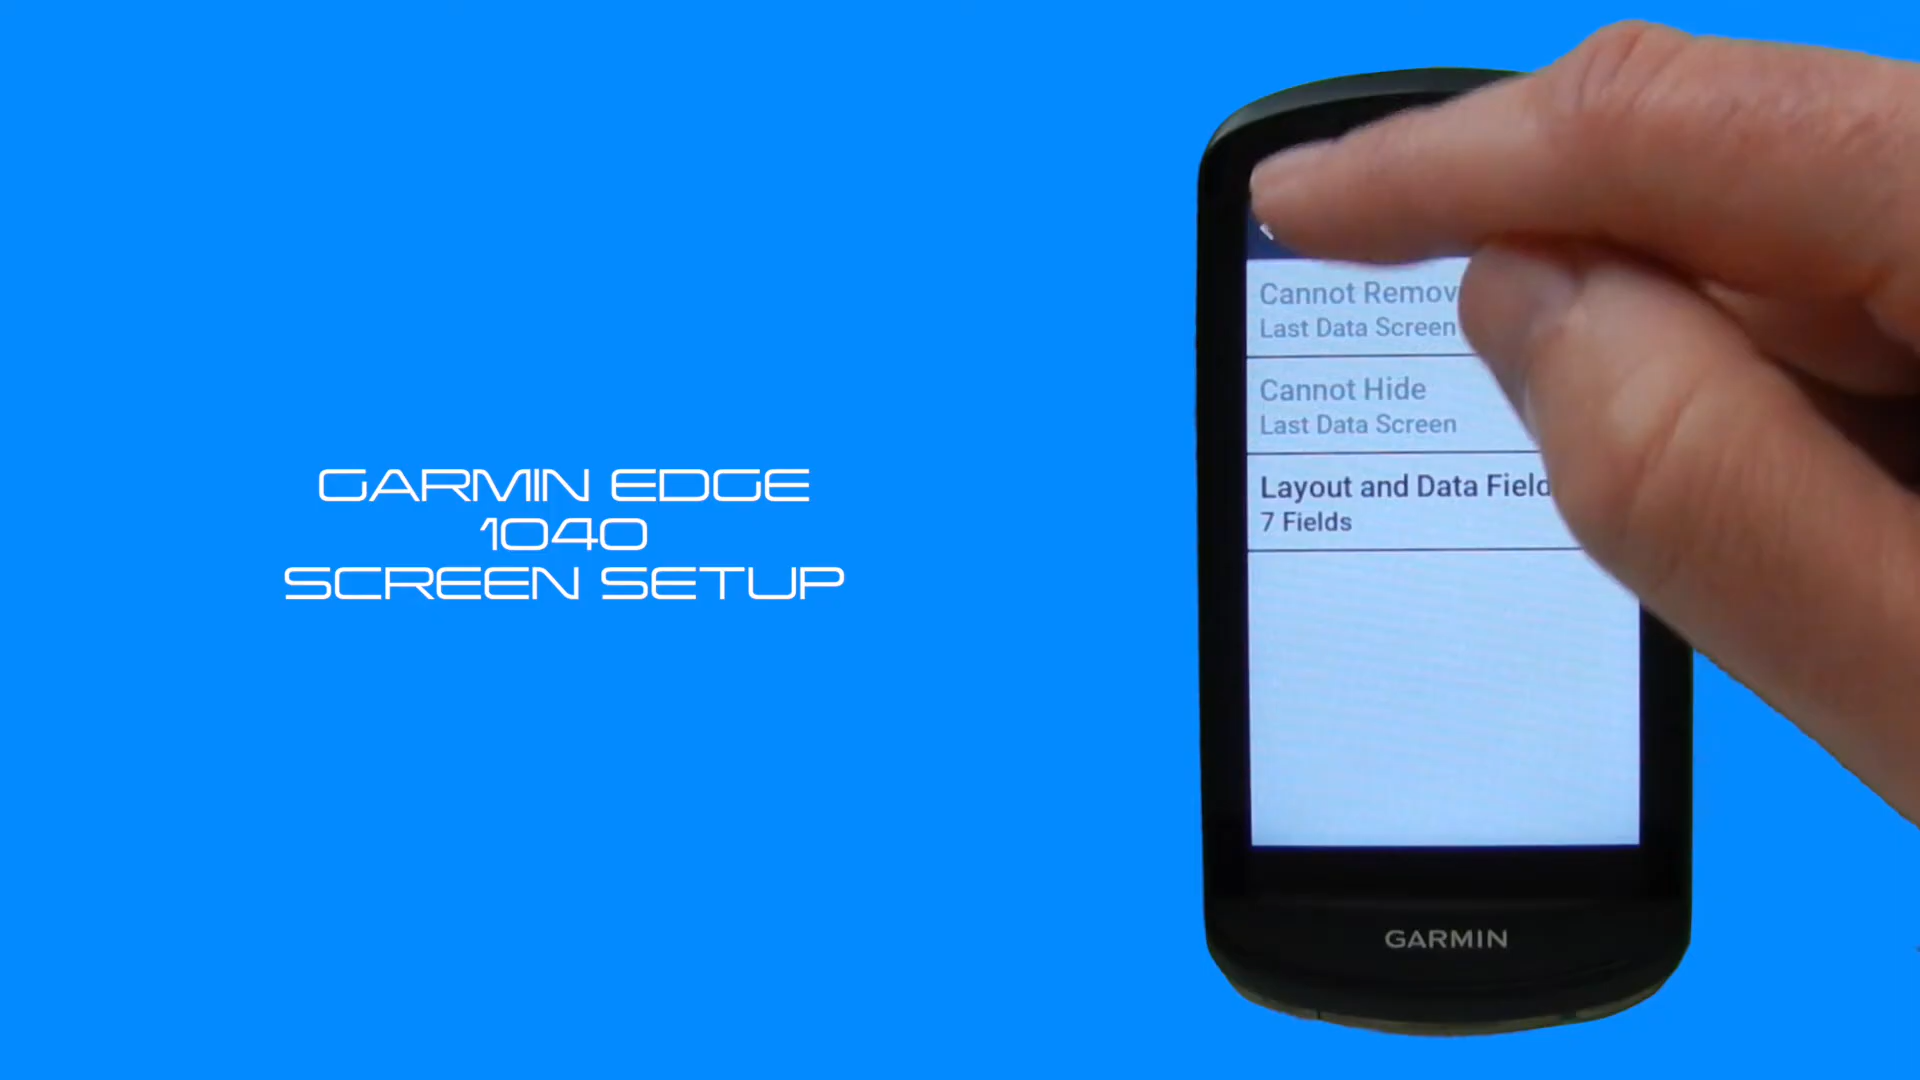 GARMIN EDGE
1040
SCREEN SETUP
Cannot Remov
Last Data Screen
Cannot Hide
Last Data Screen
Layout and Data Field
7 Fields
GARMIN